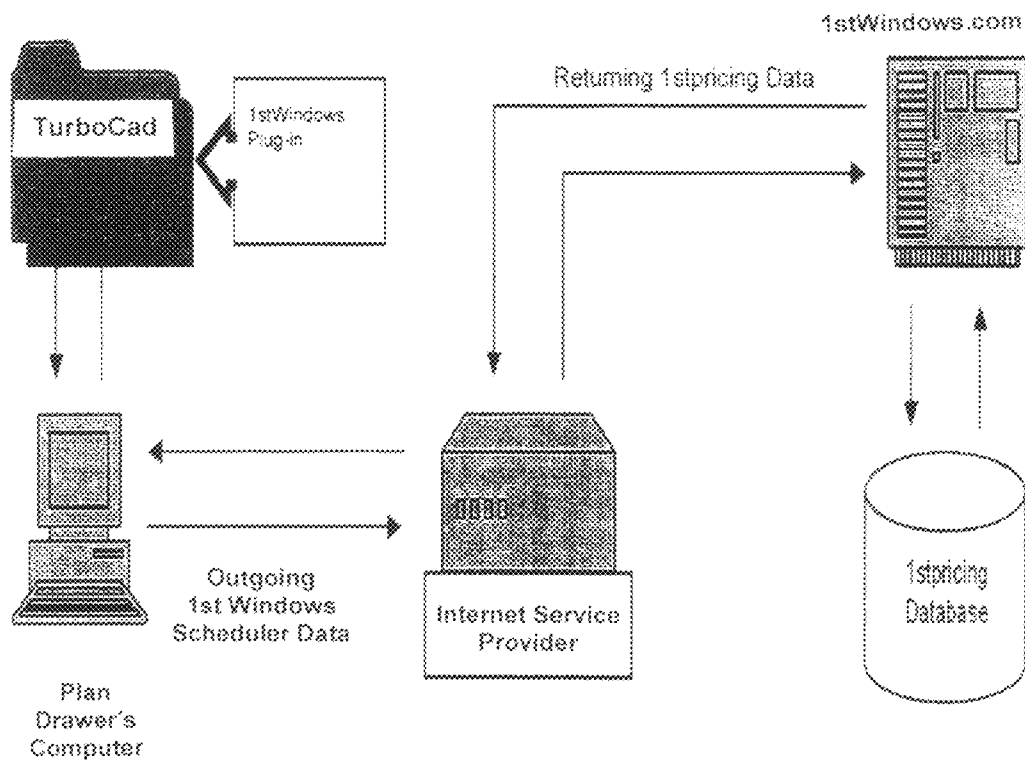 1stWindows.com
Returning 1stpricing Data
TurboCad
1stWindows
Plug-in
Outgoing
1st Windows
Scheduler Data
Internet Service
Provider
1stpricing
Database
Plan
Drawer's
Computer